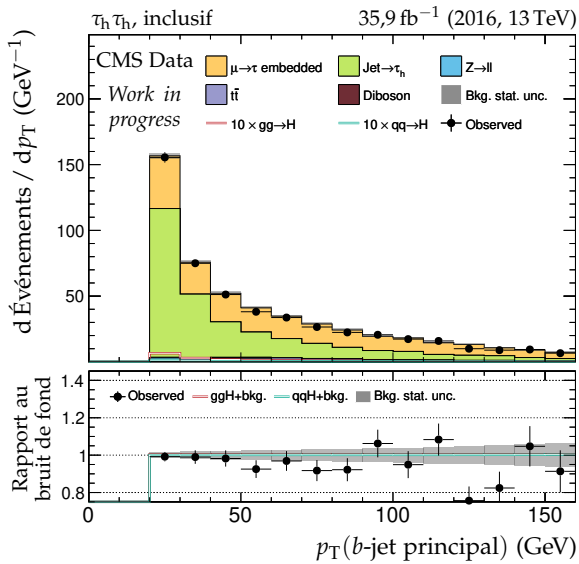 τhτh, inclusif 35,9 fb⁻¹ (2016, 13 TeV)
d Événements / dpT (GeV⁻¹)
CMS Data
Work in
progress
μ→τ embedded Jet→τh Z→ll
tt̄ Diboson Bkg. stat. unc.
10 × gg→H 10 × qq→H Observed
200
150
100
50
Rapport au
bruit de fond
Observed ggH+bkg. qqH+bkg. Bkg. stat. unc.
1.4
1.2
1.0
0.8
0 50 100 150
pT(b-jet principal) (GeV)